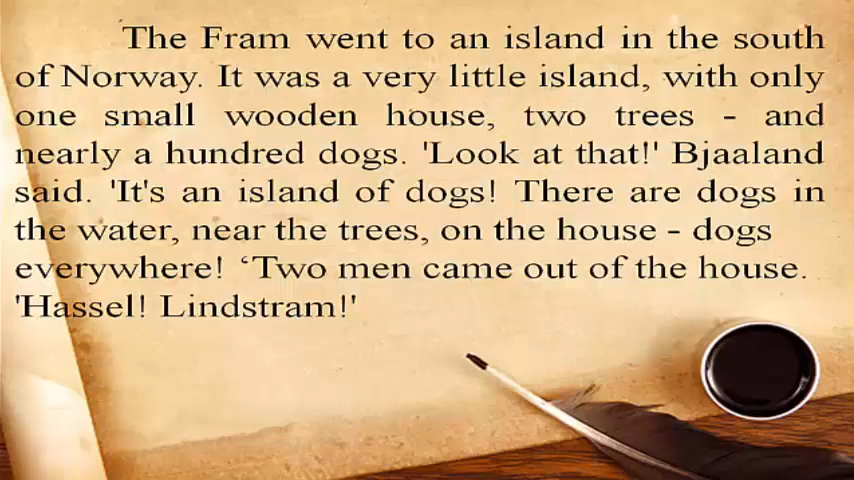 The Fram went to an island in the south
of Norway. It was a very little island, with only
one small wooden house, two trees - and
nearly a hundred dogs. 'Look at that!' Bjaaland
said. 'It's an island of dogs! There are dogs in
the water, near the trees, on the house - dogs
everywhere! ‘Two men came out of the house.
'Hassel! Lindstram!'